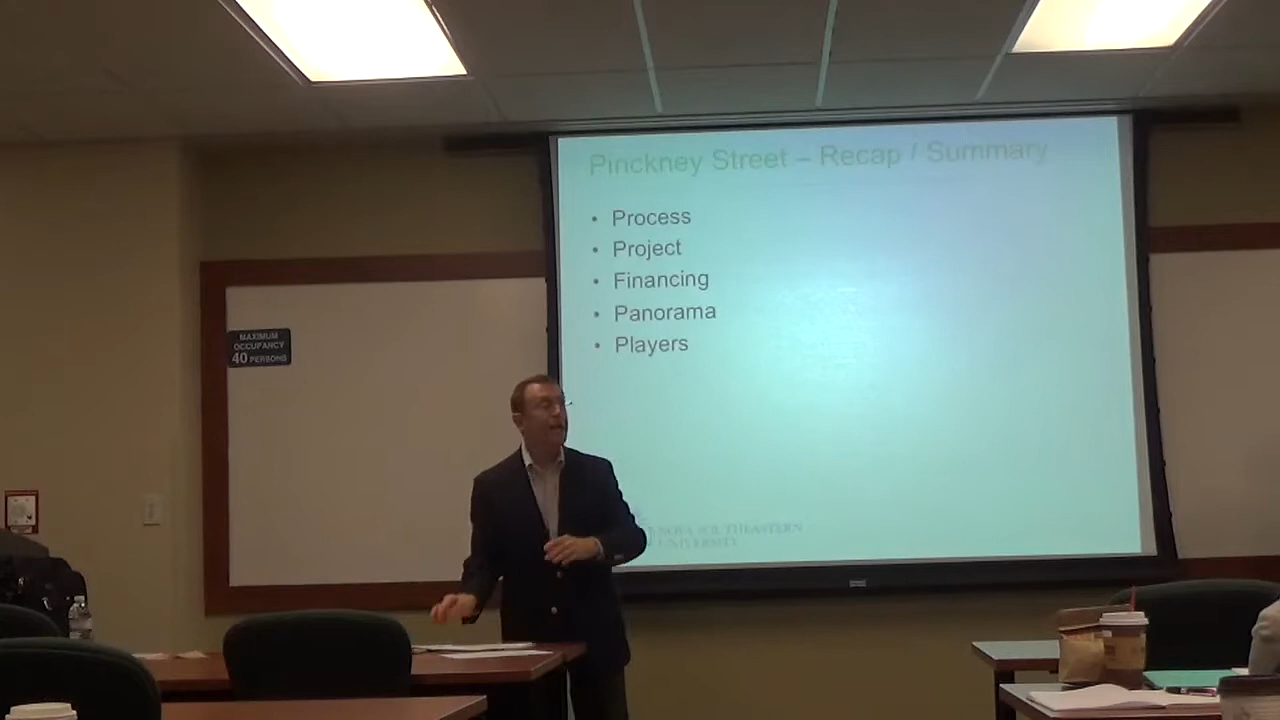 Pinckney Street – Recap / Summary
• Process
• Project
• Financing
• Panorama
• Players
NOVA SOUTHEASTERN
UNIVERSITY
MAXIMUM
OCCUPANCY
40 PERSONS